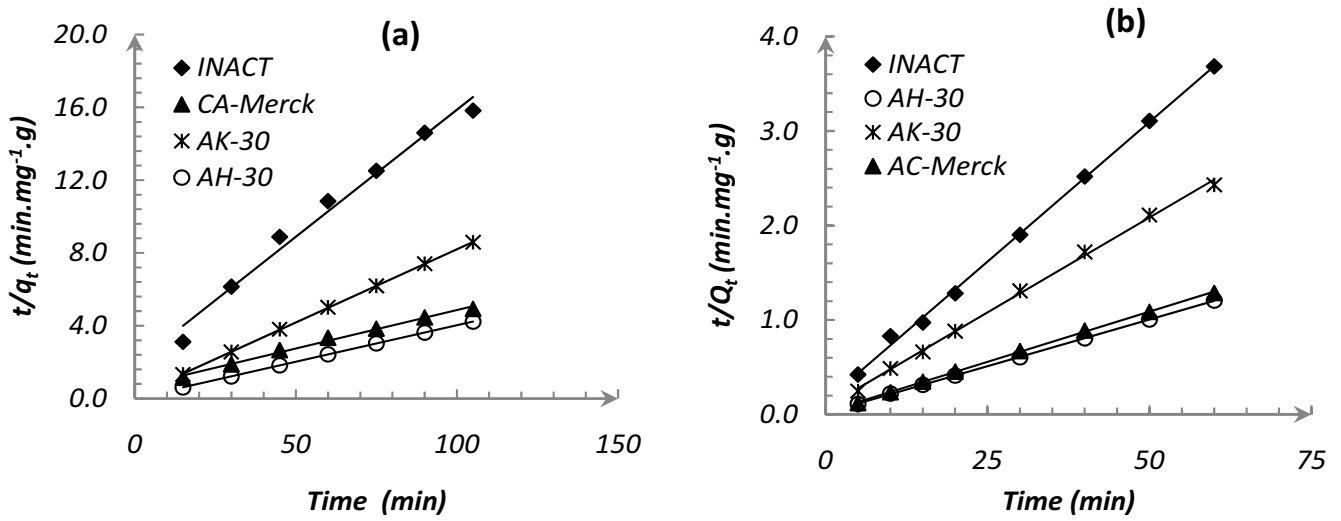 (a)
t/qt (min.mg-1.g)
20.0
16.0
12.0
8.0
4.0
0.0
INACT
CA-Merck
AK-30
AH-30
0
50
100
150
Time (min)
(b)
t/Qt (min.mg-1.g)
4.0
3.0
2.0
1.0
0.0
INACT
AH-30
AK-30
AC-Merck
0
25
50
75
Time (min)